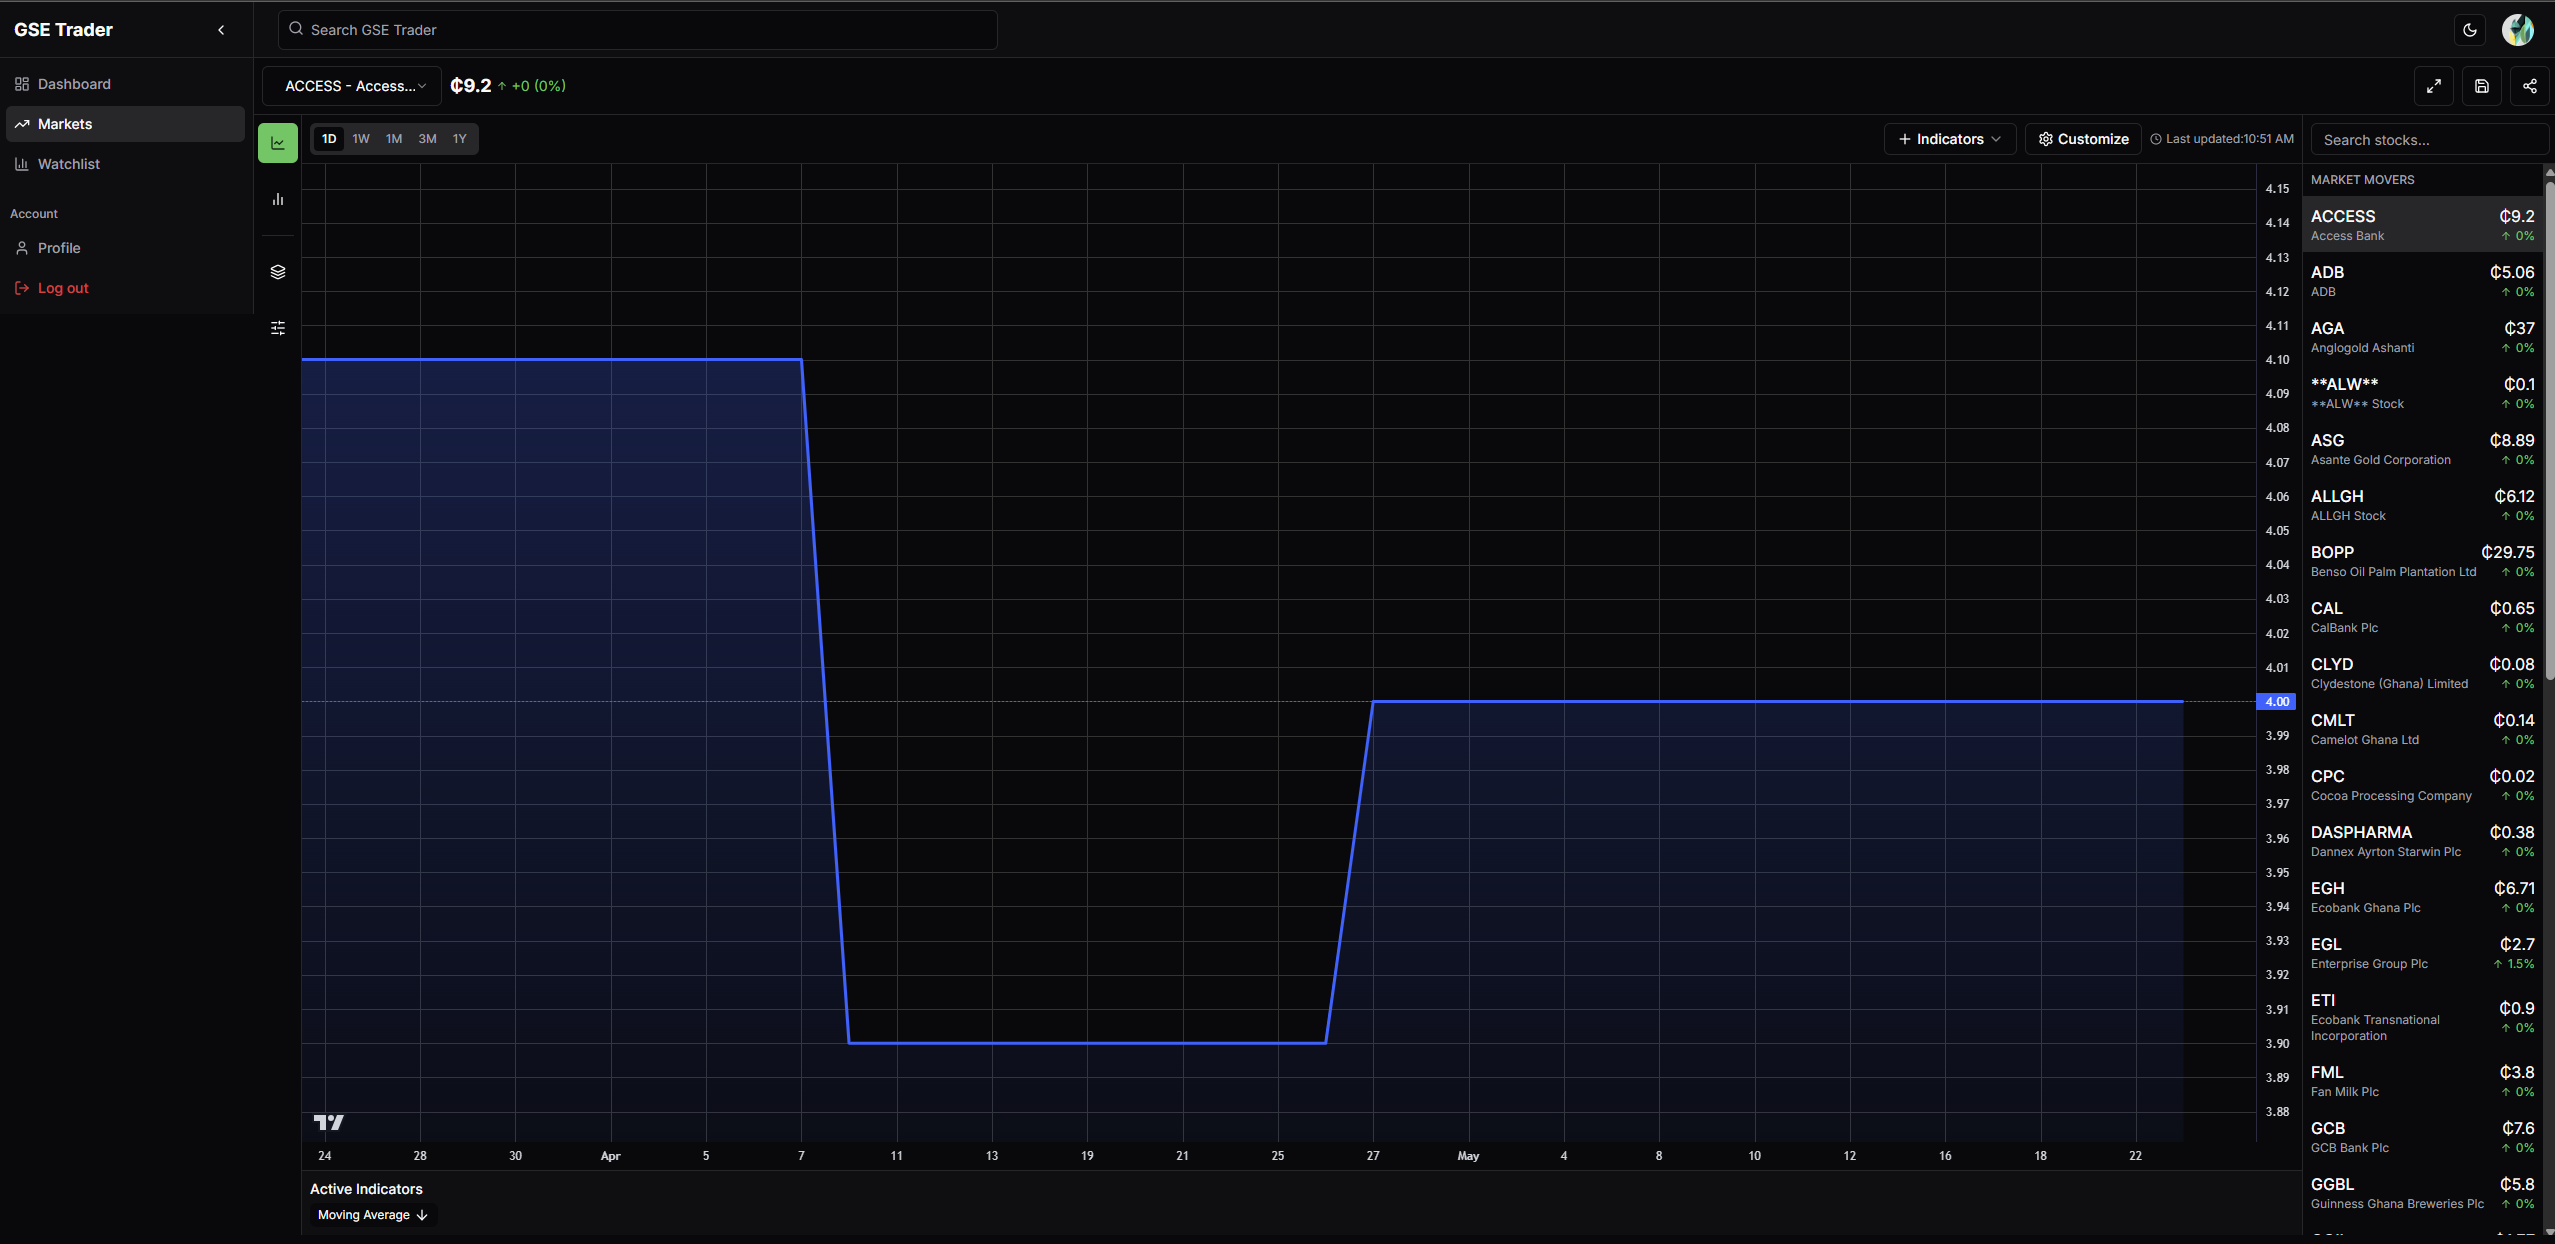 GSE Trader
Search GSE Trader
Dashboard
Markets
Watchlist
Account
Profile
Log out
ACCESS - Access...
₵9.2 ↑ +0 (0%)
1D 1W 1M 3M 1Y
+ Indicators
Customize
Last updated:10:51 AM
Search stocks...
4.15
4.14
4.13
4.12
4.11
4.10
4.09
4.08
4.07
4.06
4.05
4.04
4.03
4.02
4.01
4.00
3.99
3.98
3.97
3.96
3.95
3.94
3.93
3.92
3.91
3.90
3.89
3.88
24 28 30 Apr 5 7 11 13 19 21 25 27 May 4 8 10 12 16 18 22
Active Indicators
Moving Average ↓
MARKET MOVERS
ACCESS ₵9.2
Access Bank ↑ 0%
ADB ₵5.06
ADB ↑ 0%
AGA ₵37
Anglogold Ashanti ↑ 0%
**ALW** ₵0.1
**ALW** Stock ↑ 0%
ASG ₵8.89
Asante Gold Corporation ↑ 0%
ALLGH ₵6.12
ALLGH Stock ↑ 0%
BOPP ₵29.75
Benso Oil Palm Plantation Ltd ↑ 0%
CAL ₵0.65
CalBank Plc ↑ 0%
CLYD ₵0.08
Clydestone (Ghana) Limited ↑ 0%
CMLT ₵0.14
Camelot Ghana Ltd ↑ 0%
CPC ₵0.02
Cocoa Processing Company ↑ 0%
DASPHARMA ₵0.38
Dannex Ayrton Starwin Plc ↑ 0%
EGH ₵6.71
Ecobank Ghana Plc ↑ 0%
EGL ₵2.7
Enterprise Group Plc ↑ 1.5%
ETI ₵0.9
Ecobank Transnational
Incorporation ↑ 0%
FML ₵3.8
Fan Milk Plc ↑ 0%
GCB ₵7.6
GCB Bank Plc ↑ 0%
GGBL ₵5.8
Guinness Ghana Breweries Plc ↑ 0%